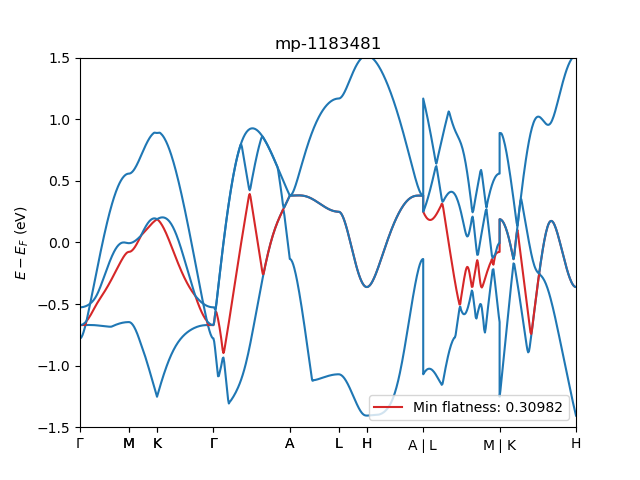 mp-1183481
1.5
1.0
0.5
0.0
−0.5
−1.0
−1.5
E − E_F (eV)
Min flatness: 0.30982
Γ M K Γ A L H A | L M | K H